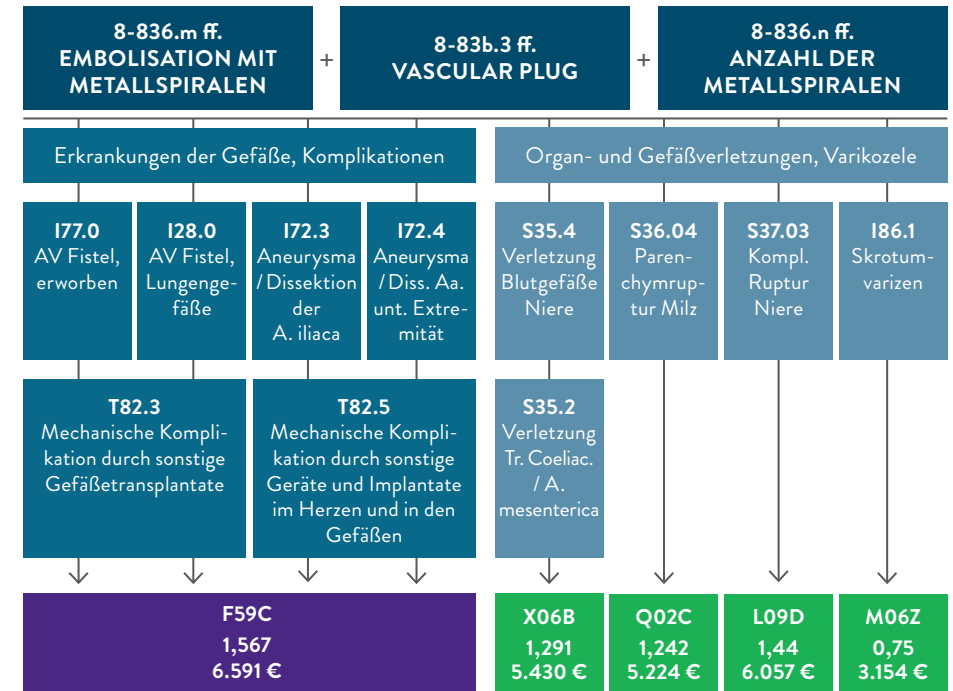 8-836.m ff.
EMBOLISATION MIT
METALLSPIRALEN
+
8-83b.3 ff.
VASCULAR PLUG
+
8-836.n ff.
ANZAHL DER
METALLSPIRALEN
Erkrankungen der Gefäße, Komplikationen
Organ- und Gefäßverletzungen, Varikozele
I77.0
AV Fistel,
erworben
I28.0
AV Fistel,
Lungenge-
fäße
I72.3
Aneurysma
/Dissektion
der
A. iliaca
I72.4
Aneurysma
/Diss. Aa.
unt. Extre-
mität
S35.4
Verletzung
Blutgefäße
Niere
S36.04
Paren-
chymrup-
tur Milz
S37.03
Kompl.
Ruptur
Niere
I86.1
Skrotum-
varizen
T82.3
Mechanische Kompli-
kation durch sonstige
Gefäßetransplantate
T82.5
Mechanische Kompli-
kation durch sonstige
Geräte und Implantate
im Herzen und in den
Gefäßen
S35.2
Verletzung
Tr. Coeliac.
/ A.
mesenterica
F59C
1,567
6.591 €
X06B
1,291
5.430 €
Q02C
1,242
5.224 €
L09D
1,44
6.057 €
M06Z
0,75
3.154 €